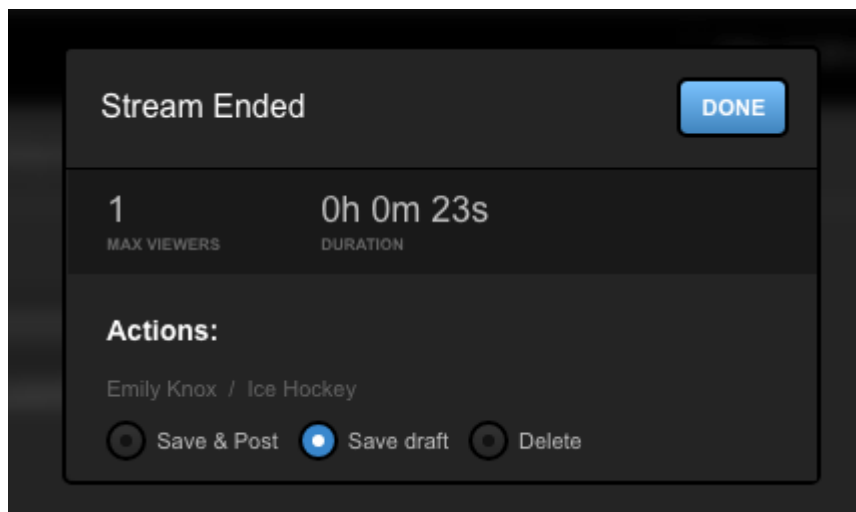 Stream Ended
DONE
1
0h 0m 23s
MAX VIEWERS
DURATION
Actions:
Emily Knox / Ice Hockey
Save & Post
Save draft
Delete